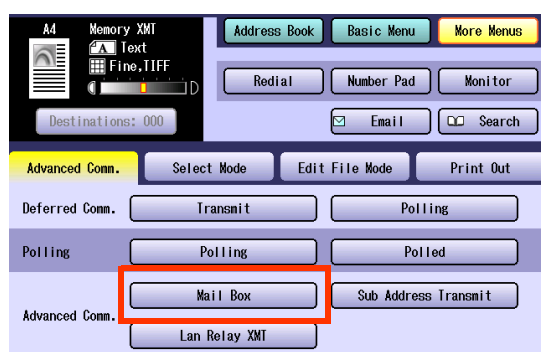 A4 Memory XMT
A Text
Fine,TIFF
D
Destinations: 000
Address Book Basic Menu More Menus
Redial Number Pad Monitor
Email Search
Advanced Comm. Select Mode Edit File Mode Print Out
Deferred Comm. Transmit Polling
Polling Polling Polled
Advanced Comm. Mail Box Sub Address Transmit
Lan Relay XMT